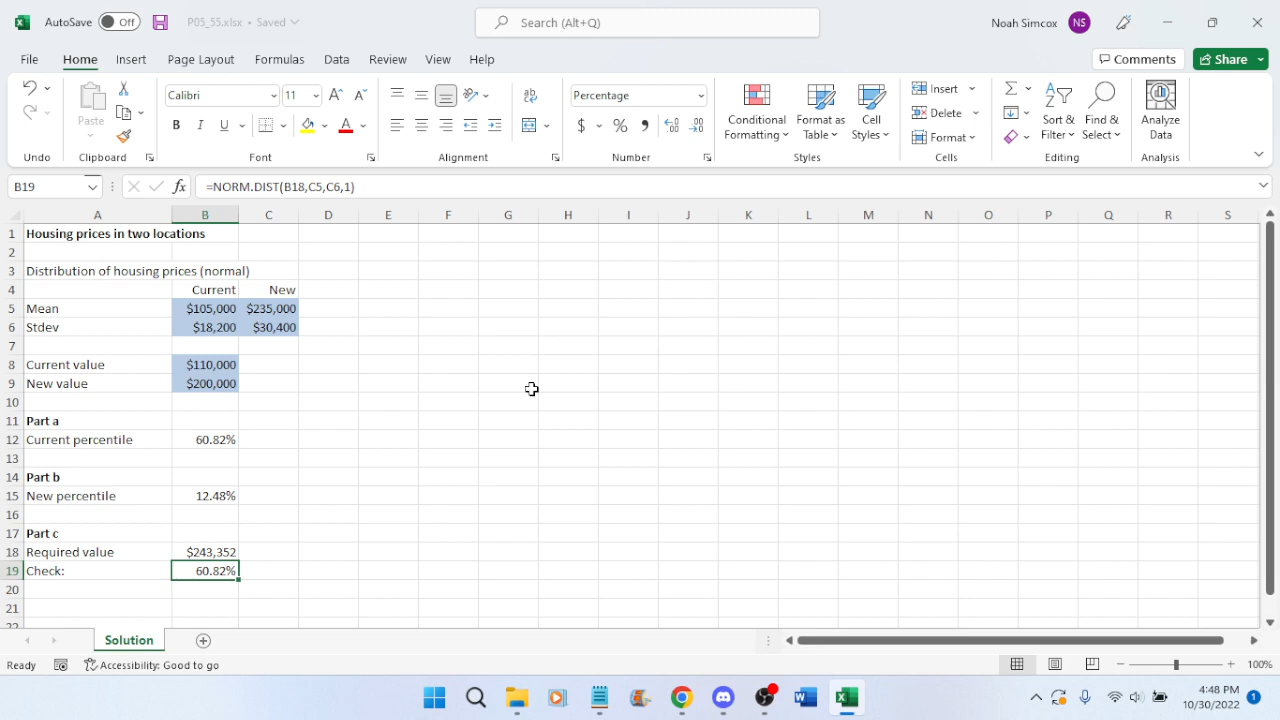 AutoSave Off P05_55.xlsx • Saved Search (Alt+Q) Noah Simcox NS
File Home Insert Page Layout Formulas Data Review View Help Comments Share
Paste Calibri 11 B I U A Percentage $ % , Conditional Formatting Format as Table Cell Styles Insert Delete Format Sort & Filter Find & Select Analyze Data
Undo Clipboard Font Alignment Number Styles Cells Editing Analysis
B19 fx =NORM.DIST(B18,C5,C6,1)
A B C D E F G H I J K L M N O P Q R S
1 Housing prices in two locations
2
3 Distribution of housing prices (normal)
4 Current New
5 Mean $105,000 $235,000
6 Stdev $18,200 $30,400
7
8 Current value $110,000
9 New value $200,000
10
11 Part a
12 Current percentile 60.82%
13
14 Part b
15 New percentile 12.48%
16
17 Part c
18 Required value $243,352
19 Check: 60.82%
20
21
22
Solution
Ready Accessibility: Good to go 100%
4:48 PM
10/30/2022 1